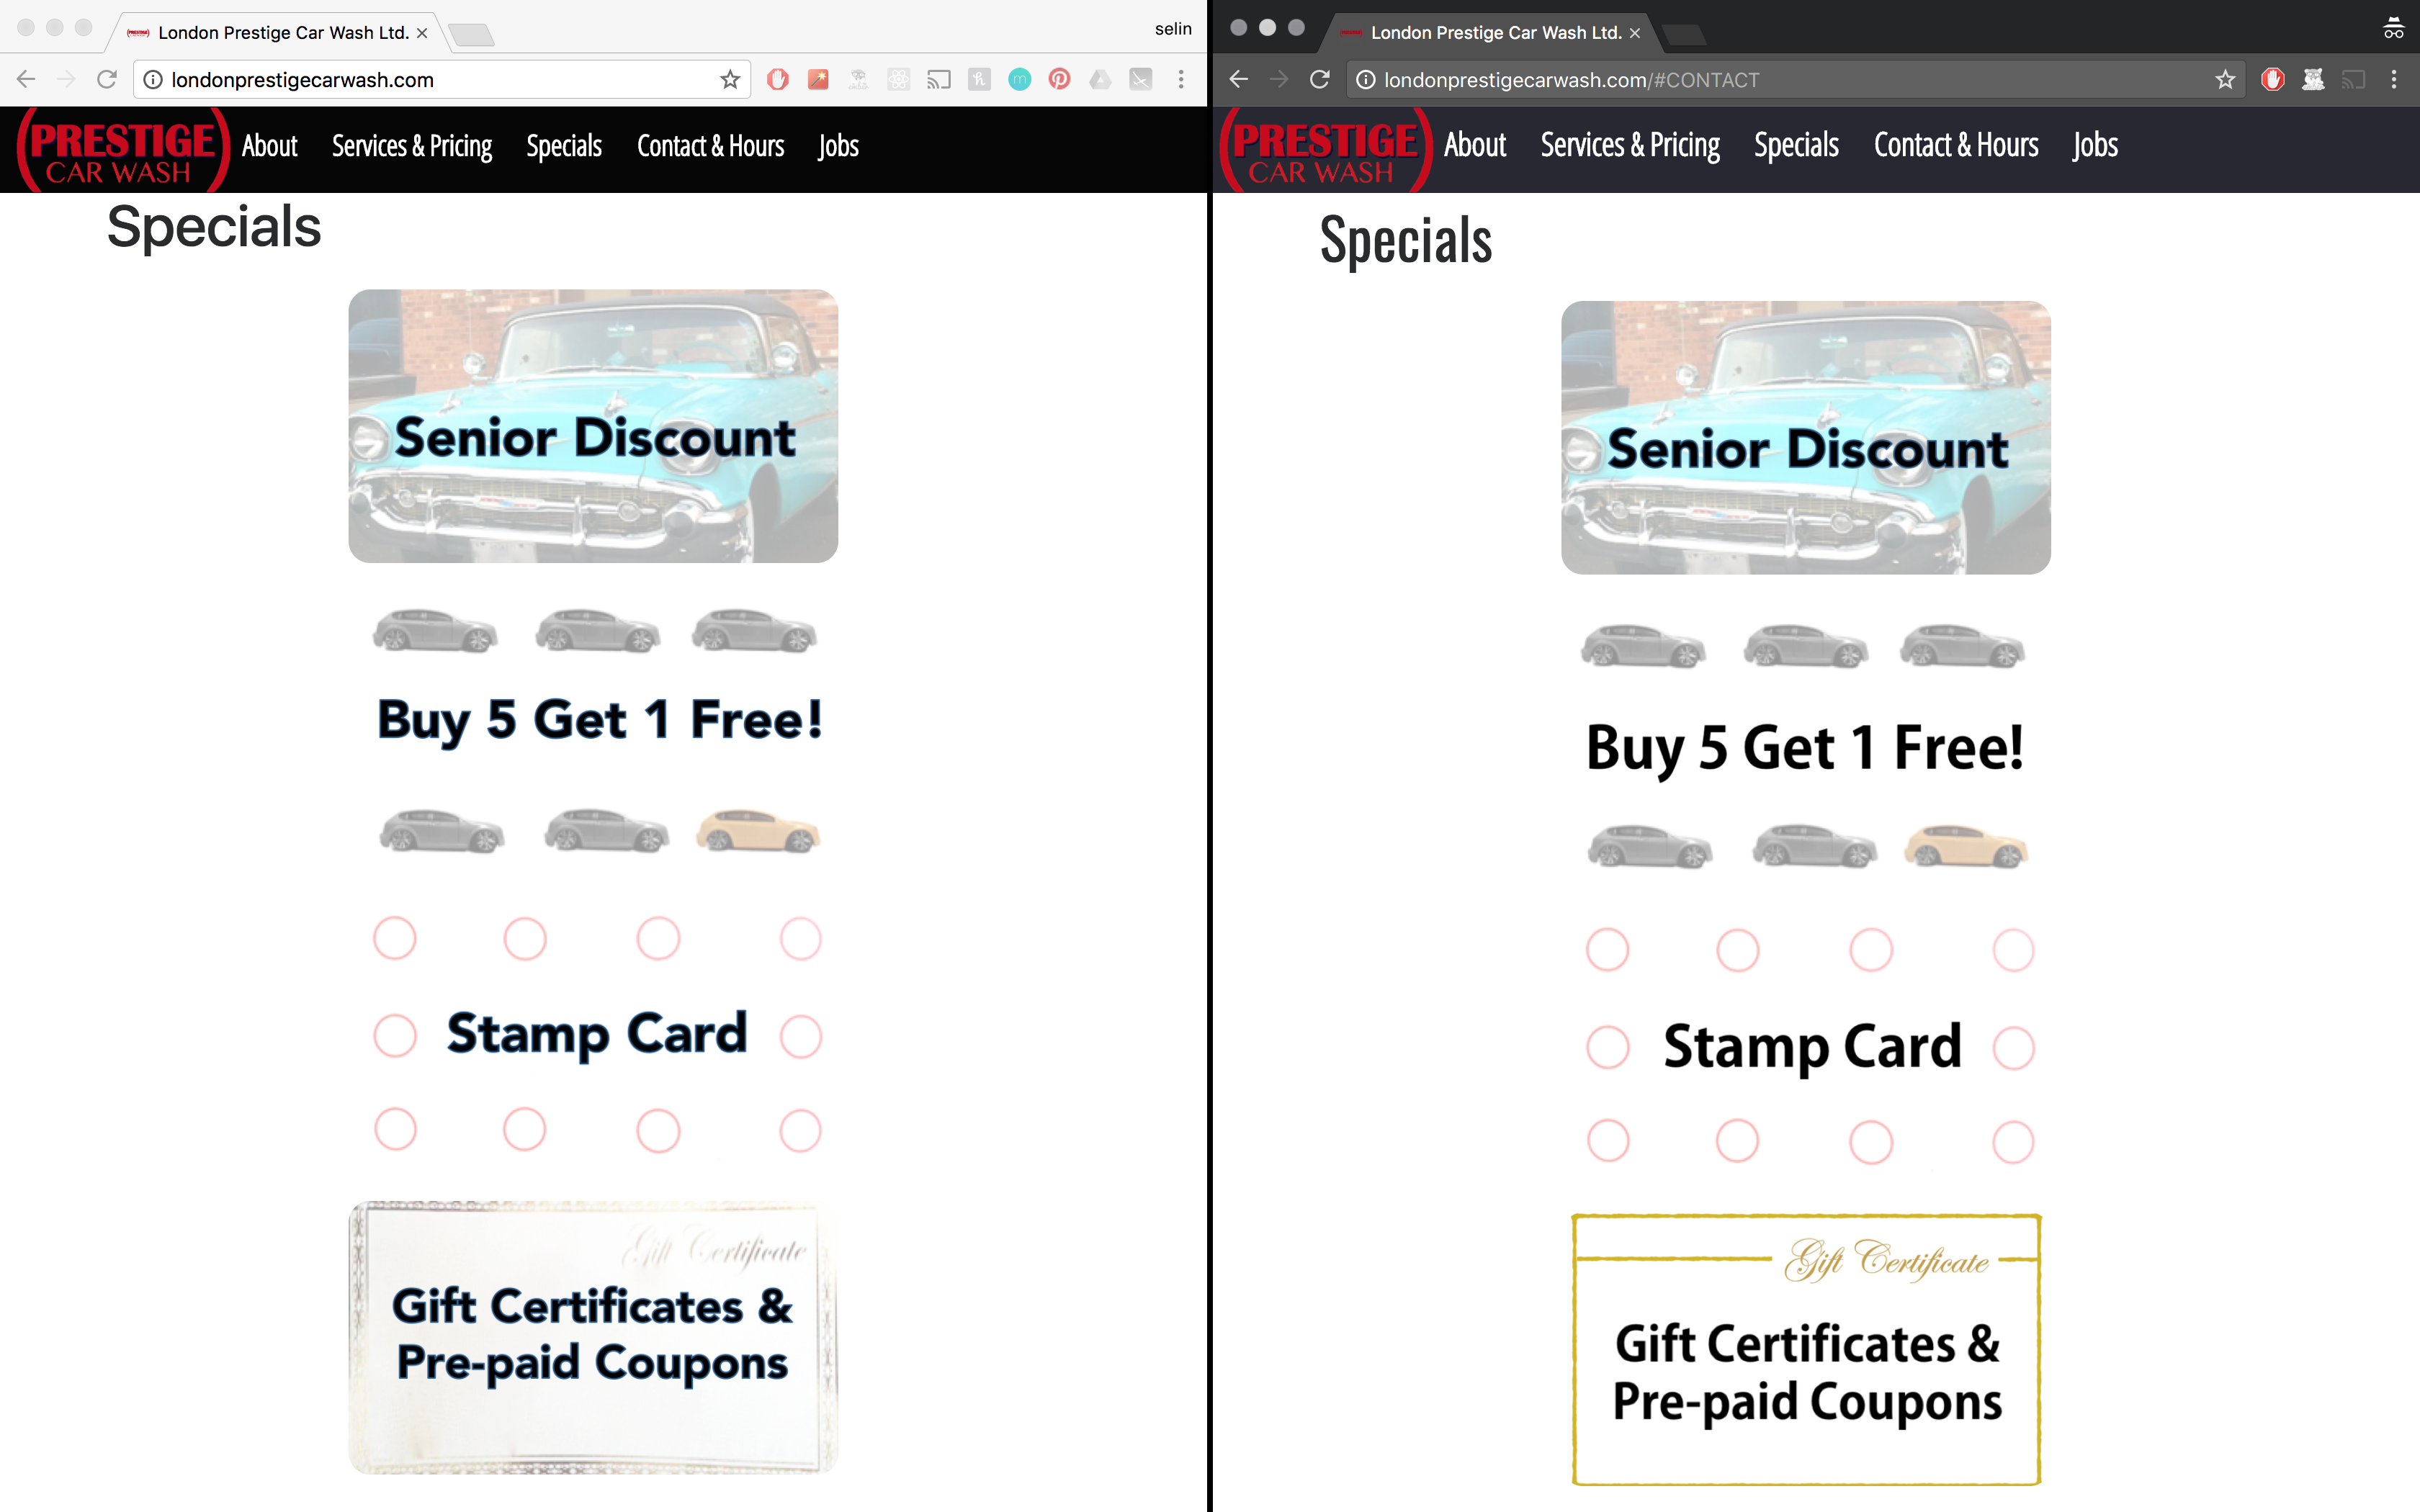 London Prestige Car Wash Ltd.
selin
londonprestigecarwash.com
PRESTIGE
CAR WASH
About Services & Pricing Specials Contact & Hours Jobs
Specials
Senior Discount
Buy 5 Get 1 Free!
Stamp Card
Gift Certificate
Gift Certificates &
Pre-paid Coupons
London Prestige Car Wash Ltd.
londonprestigecarwash.com/#CONTACT
PRESTIGE
CAR WASH
About Services & Pricing Specials Contact & Hours Jobs
Specials
Senior Discount
Buy 5 Get 1 Free!
Stamp Card
Gift Certificate
Gift Certificates &
Pre-paid Coupons